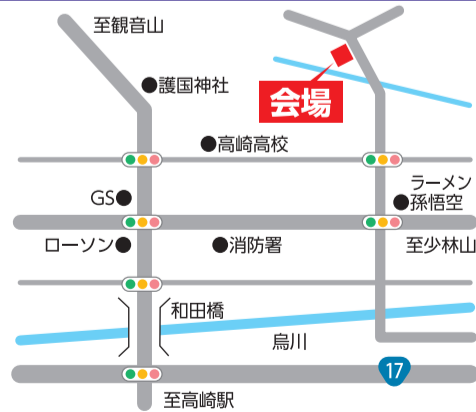 至観音山
護国神社
会場
高崎高校
GS
ラーメン
孫悟空
ローソン
消防署
至少林山
和田橋
烏川
17
至高崎駅